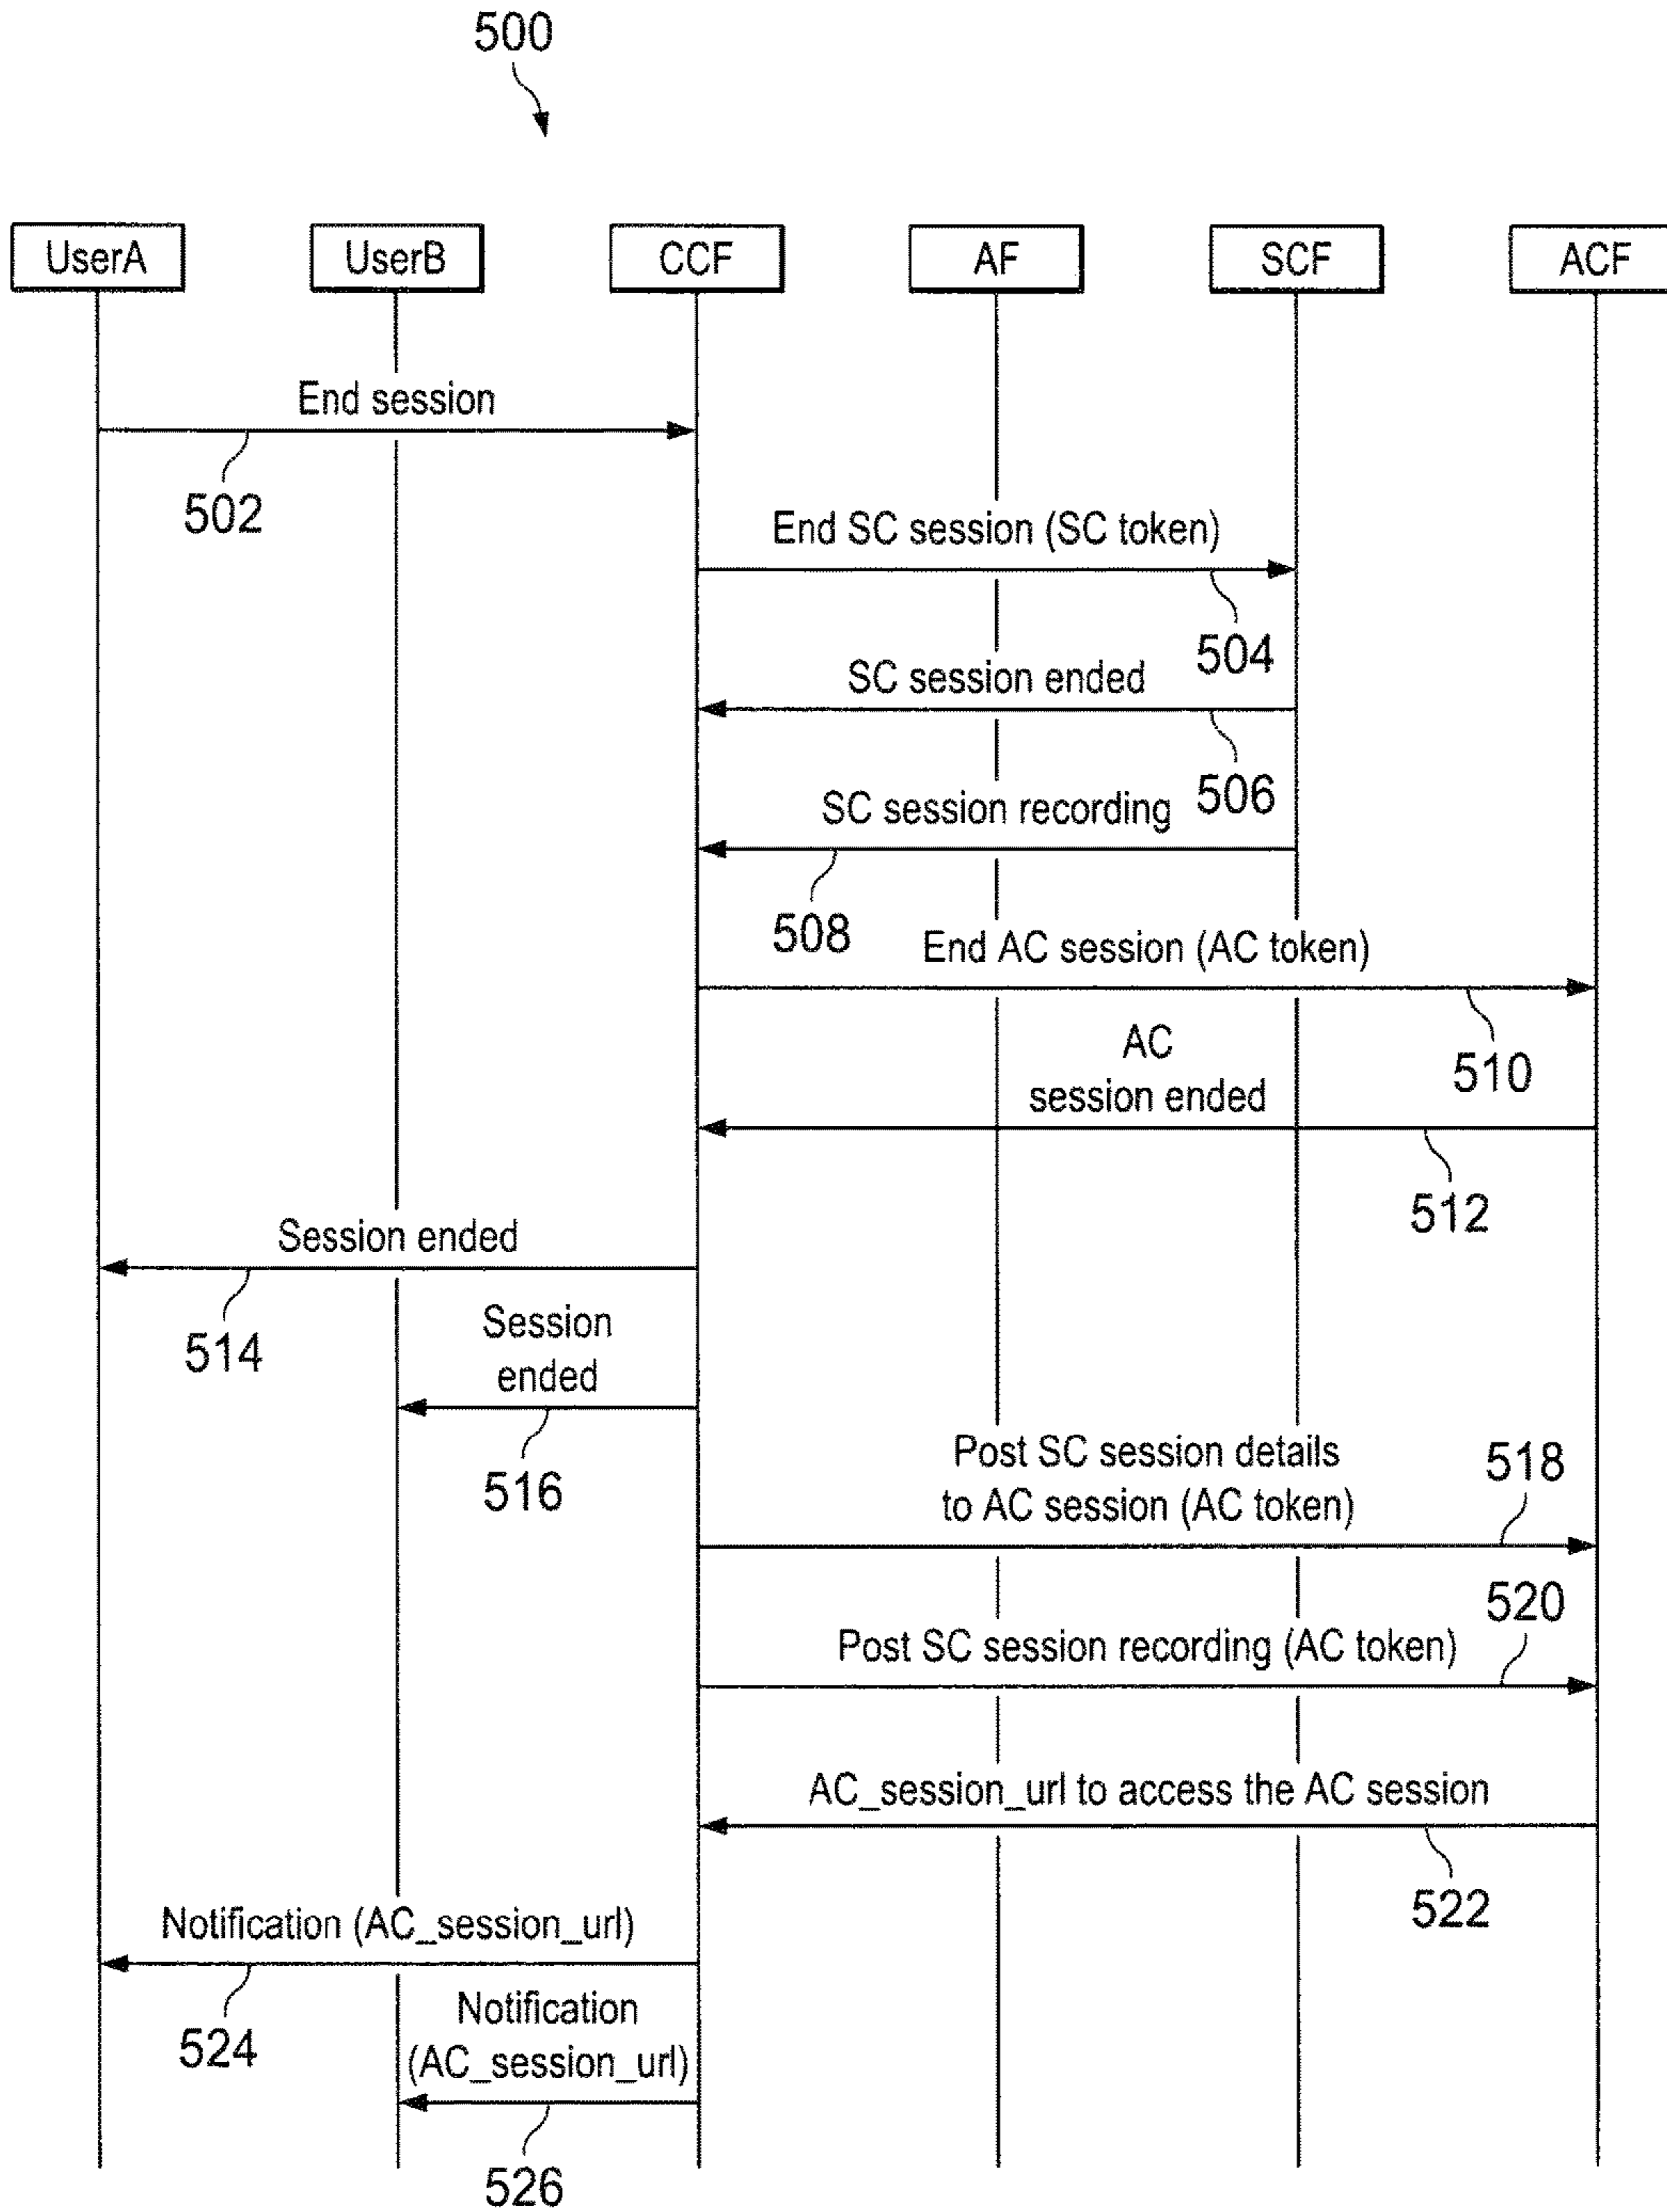 500
UserA
UserB
CCF
AF
SCF
ACF
End session
502
End SC session (SC token)
504
SC session ended
506
SC session recording
508
End AC session (AC token)
510
AC
session ended
512
Session ended
514
Session
ended
516
Post SC session details
to AC session (AC token)
518
520
Post SC session recording (AC token)
AC_session_url to access the AC session
522
Notification (AC_session_url)
524
Notification
(AC_session_url)
526